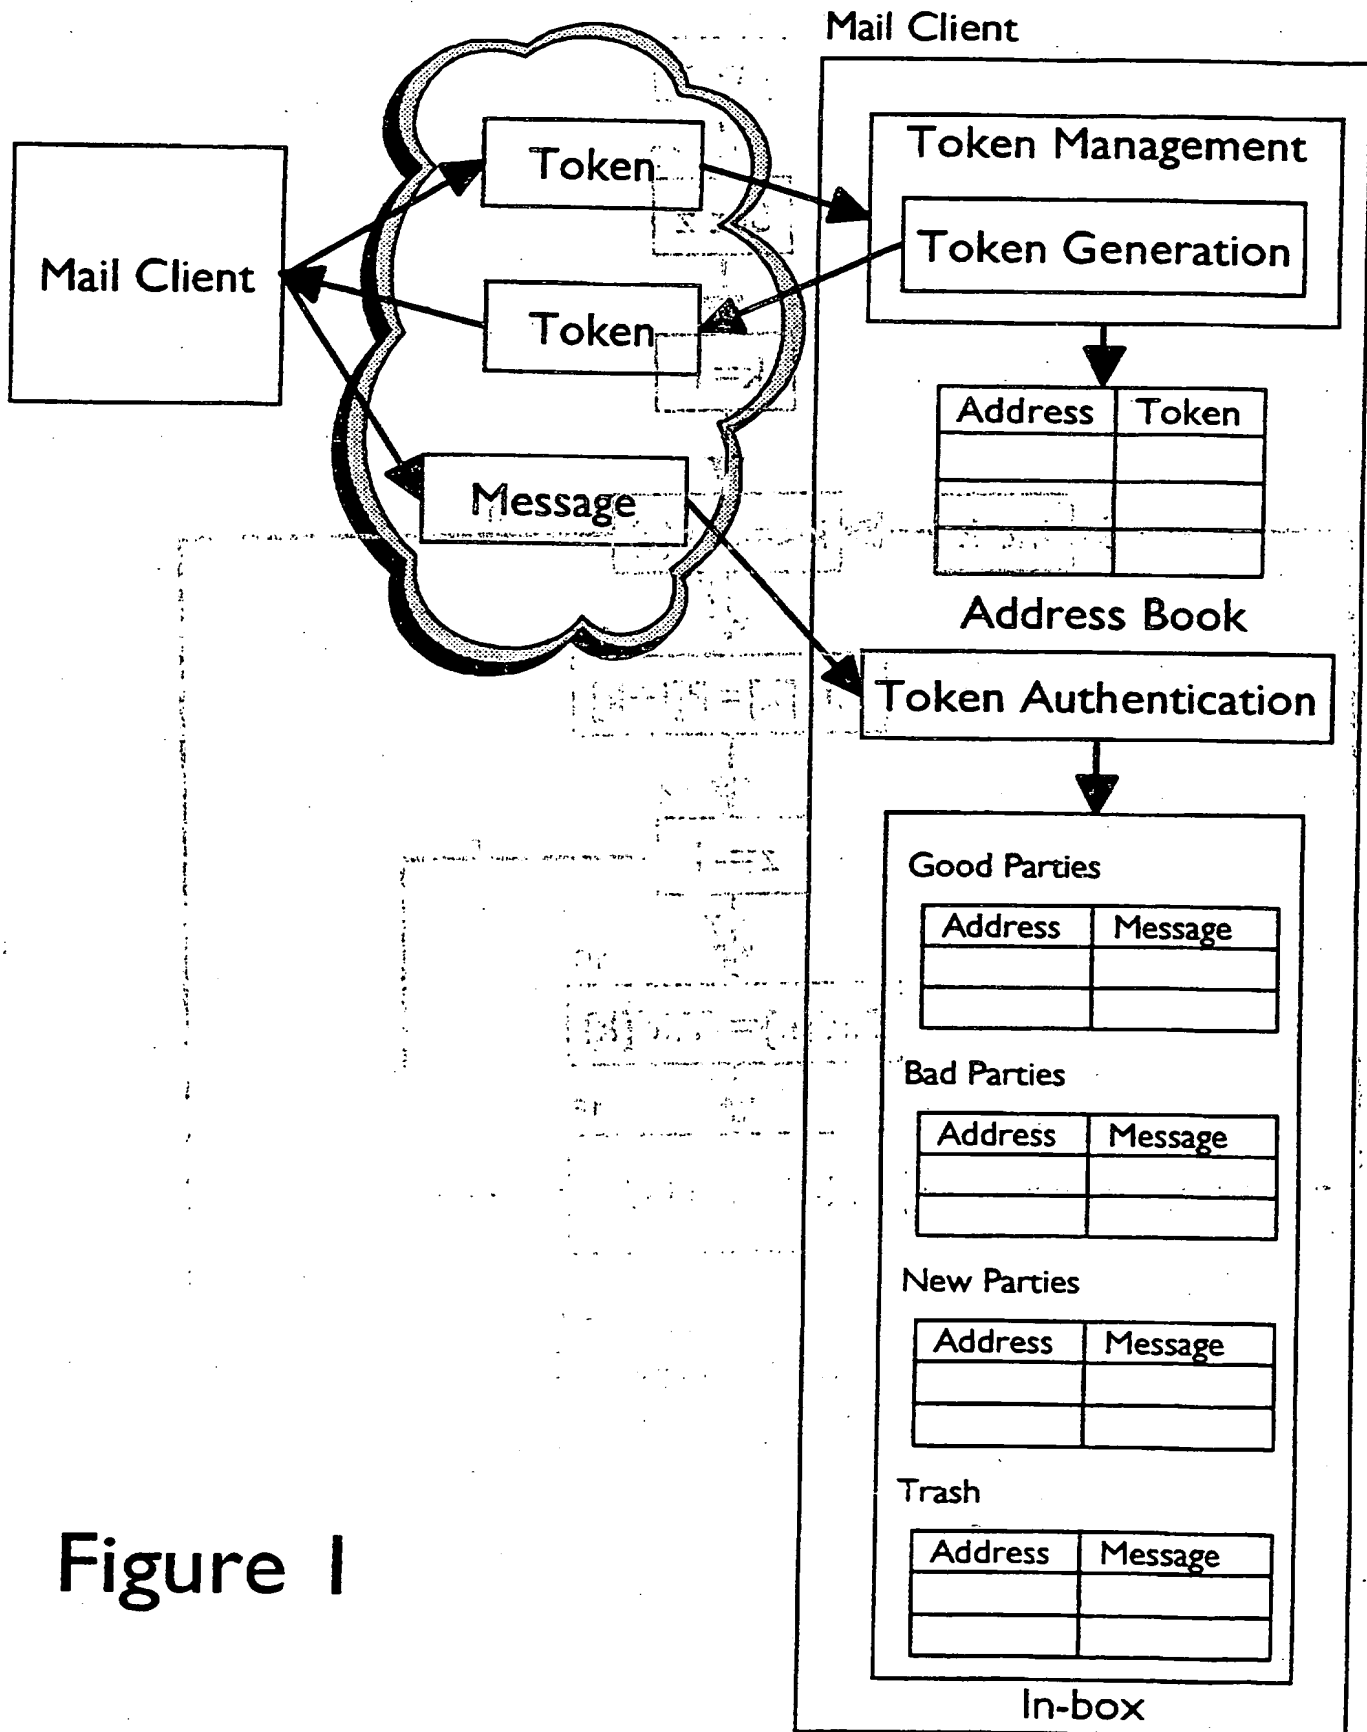 Mail Client
Token Management
Token
Token Generation
Mail Client
Token
Address Token
Message
Address Book
Token Authentication
Good Parties
Address Message
Bad Parties
Address Message
New Parties
Address Message
Trash
Address Message
Figure 1
In-box